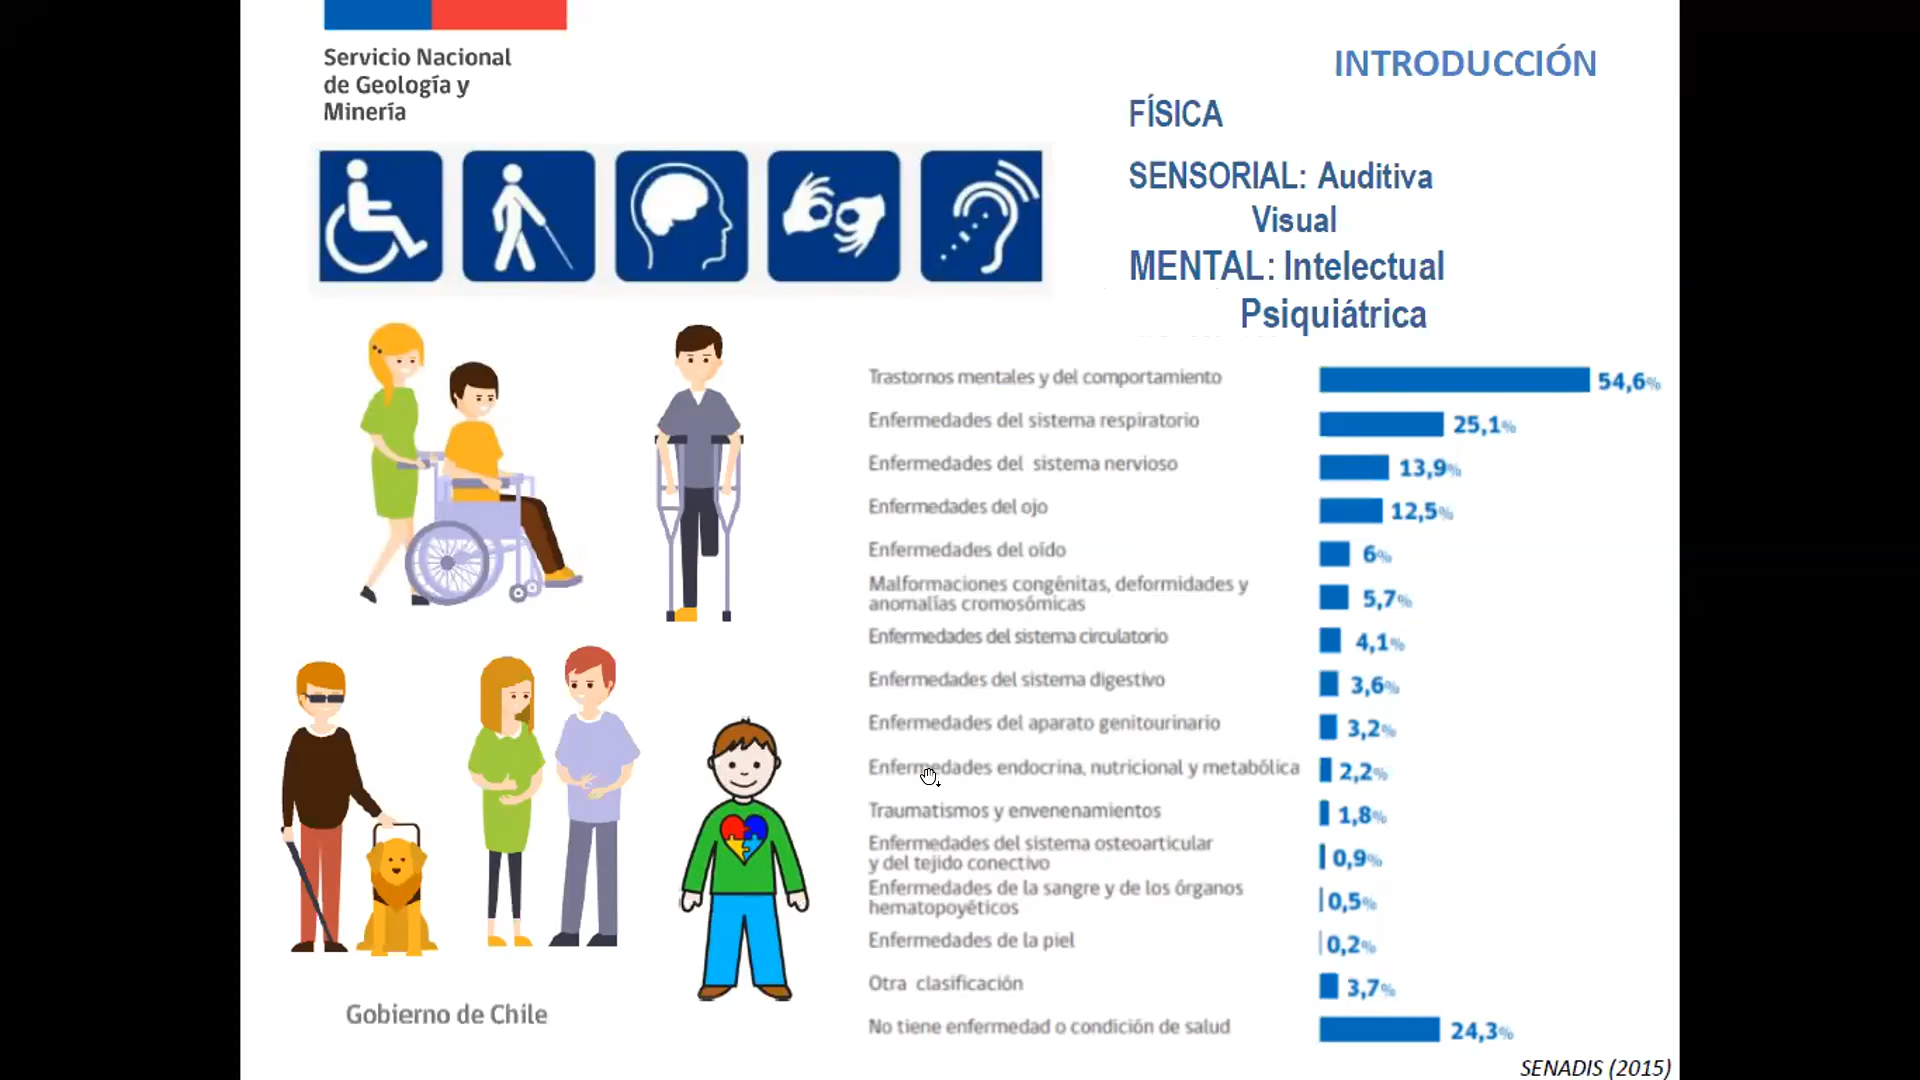 Servicio Nacional
de Geología y
Minería
INTRODUCCIÓN
FÍSICA
SENSORIAL: Auditiva
Visual
MENTAL: Intelectual
Psiquiátrica
Trastornos mentales y del comportamiento 54,6%
Enfermedades del sistema respiratorio 25,1%
Enfermedades del sistema nervioso 13,9%
Enfermedades del ojo 12,5%
Enfermedades del oído 6%
Malformaciones congénitas, deformidades y
anomalías cromosómicas 5,7%
Enfermedades del sistema circulatorio 4,1%
Enfermedades del sistema digestivo 3,6%
Enfermedades del aparato genitourinario 3,2%
Enfermedades endocrina, nutricional y metabólica 2,2%
Traumatismos y envenenamientos 1,8%
Enfermedades del sistema osteoarticular
y del tejido conectivo 0,9%
Enfermedades de la sangre y de los órganos
hematopoyéticos 0,5%
Enfermedades de la piel 0,2%
Otra clasificación 3,7%
No tiene enfermedad o condición de salud 24,3%
Gobierno de Chile
SENADIS (2015)